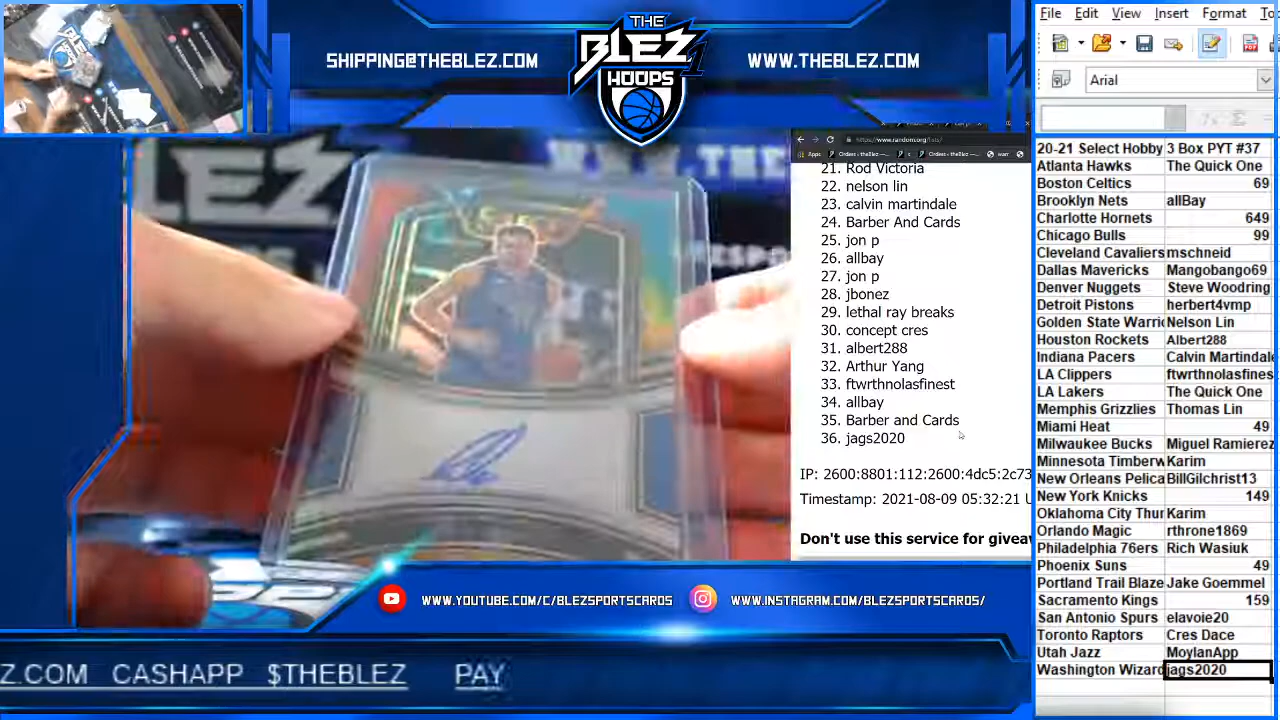 SHIPPING@THEBLEZ.COM
THE
BLEZ1
HOOPS
WWW.THEBLEZ.COM
File Edit View Insert Format
Arial
https://www.random.org/lists/
Apps
21. Rod Victoria
22. nelson lin
23. calvin martindale
24. Barber And Cards
25. jon p
26. allbay
27. jon p
28. jbonez
29. lethal ray breaks
30. concept cres
31. albert288
32. Arthur Yang
33. ftwrthnolasfinest
34. allbay
35. Barber and Cards
36. jags2020
IP: 2600:8801:112:2600:4dc5:2c73
Timestamp: 2021-08-09 05:32:21 U
Don't use this service for giveaw
20-21 Select Hobby 3 Box PYT #37
Atlanta Hawks The Quick One
Boston Celtics 69
Brooklyn Nets allBay
Charlotte Hornets 649
Chicago Bulls 99
Cleveland Cavaliers mschneid
Dallas Mavericks Mangobango69
Denver Nuggets Steve Woodring
Detroit Pistons herbert4vmp
Golden State Warri Nelson Lin
Houston Rockets Albert288
Indiana Pacers Calvin Martindale
LA Clippers ftwrthnolasfines
LA Lakers The Quick One
Memphis Grizzlies Thomas Lin
Miami Heat 49
Milwaukee Bucks Miguel Ramierez
Minnesota Timberw Karim
New Orleans Pelica BillGilchrist13
New York Knicks 149
Oklahoma City Thun Karim
Orlando Magic rthrone1869
Philadelphia 76ers Rich Wasiuk
Phoenix Suns 49
Portland Trail Blaze Jake Goemmel
Sacramento Kings 159
San Antonio Spurs elavoie20
Toronto Raptors Cres Dace
Utah Jazz MoylanApp
Washington Wizard jags2020
WWW.YOUTUBE.COM/C/BLEZSPORTSCARDS
WWW.INSTAGRAM.COM/BLEZSPORTSCARDS/
Z.COM CASHAPP $THEBLEZ PAY